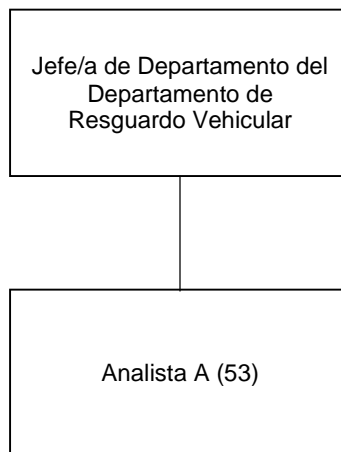 Jefe/a de Departamento del
Departamento de
Resguardo Vehicular
Analista A (53)